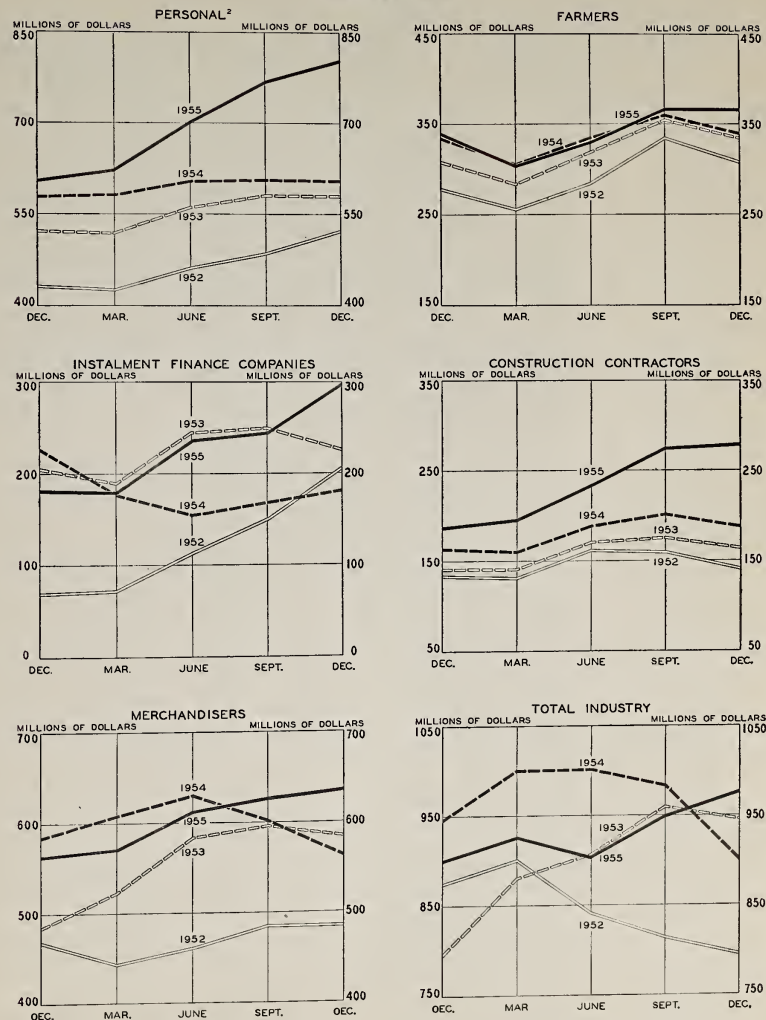 PERSONAL²
MILLIONS OF DOLLARS MILLIONS OF DOLLARS
850 850
700 700
550 550
400 400
1955
1954
1953
1952
DEC. MAR. JUNE SEPT. DEC.
FARMERS
MILLIONS OF DOLLARS MILLIONS OF DOLLARS
450 450
350 350
250 250
150 150
1955
1954
1953
1952
DEC. MAR. JUNE SEPT. DEC.
INSTALMENT FINANCE COMPANIES
MILLIONS OF DOLLARS MILLIONS OF DOLLARS
300 300
200 200
100 100
0 0
1953
1955
1954
1952
DEC. MAR. JUNE SEPT. DEC.
CONSTRUCTION CONTRACTORS
MILLIONS OF DOLLARS MILLIONS OF DOLLARS
350 350
250 250
150 150
50 50
1955
1954
1953
1952
DEC. MAR. JUNE SEPT. DEC.
MERCHANDISERS
MILLIONS OF DOLLARS MILLIONS OF DOLLARS
700 700
600 600
500 500
400 400
1954
1955
1953
1952
DEC. MAR. JUNE SEPT. DEC.
TOTAL INDUSTRY
MILLIONS OF DOLLARS MILLIONS OF DOLLARS
1050 1050
950 950
850 850
750 750
1954
1953
1955
1952
DEC. MAR JUNE SEPT. DEC.